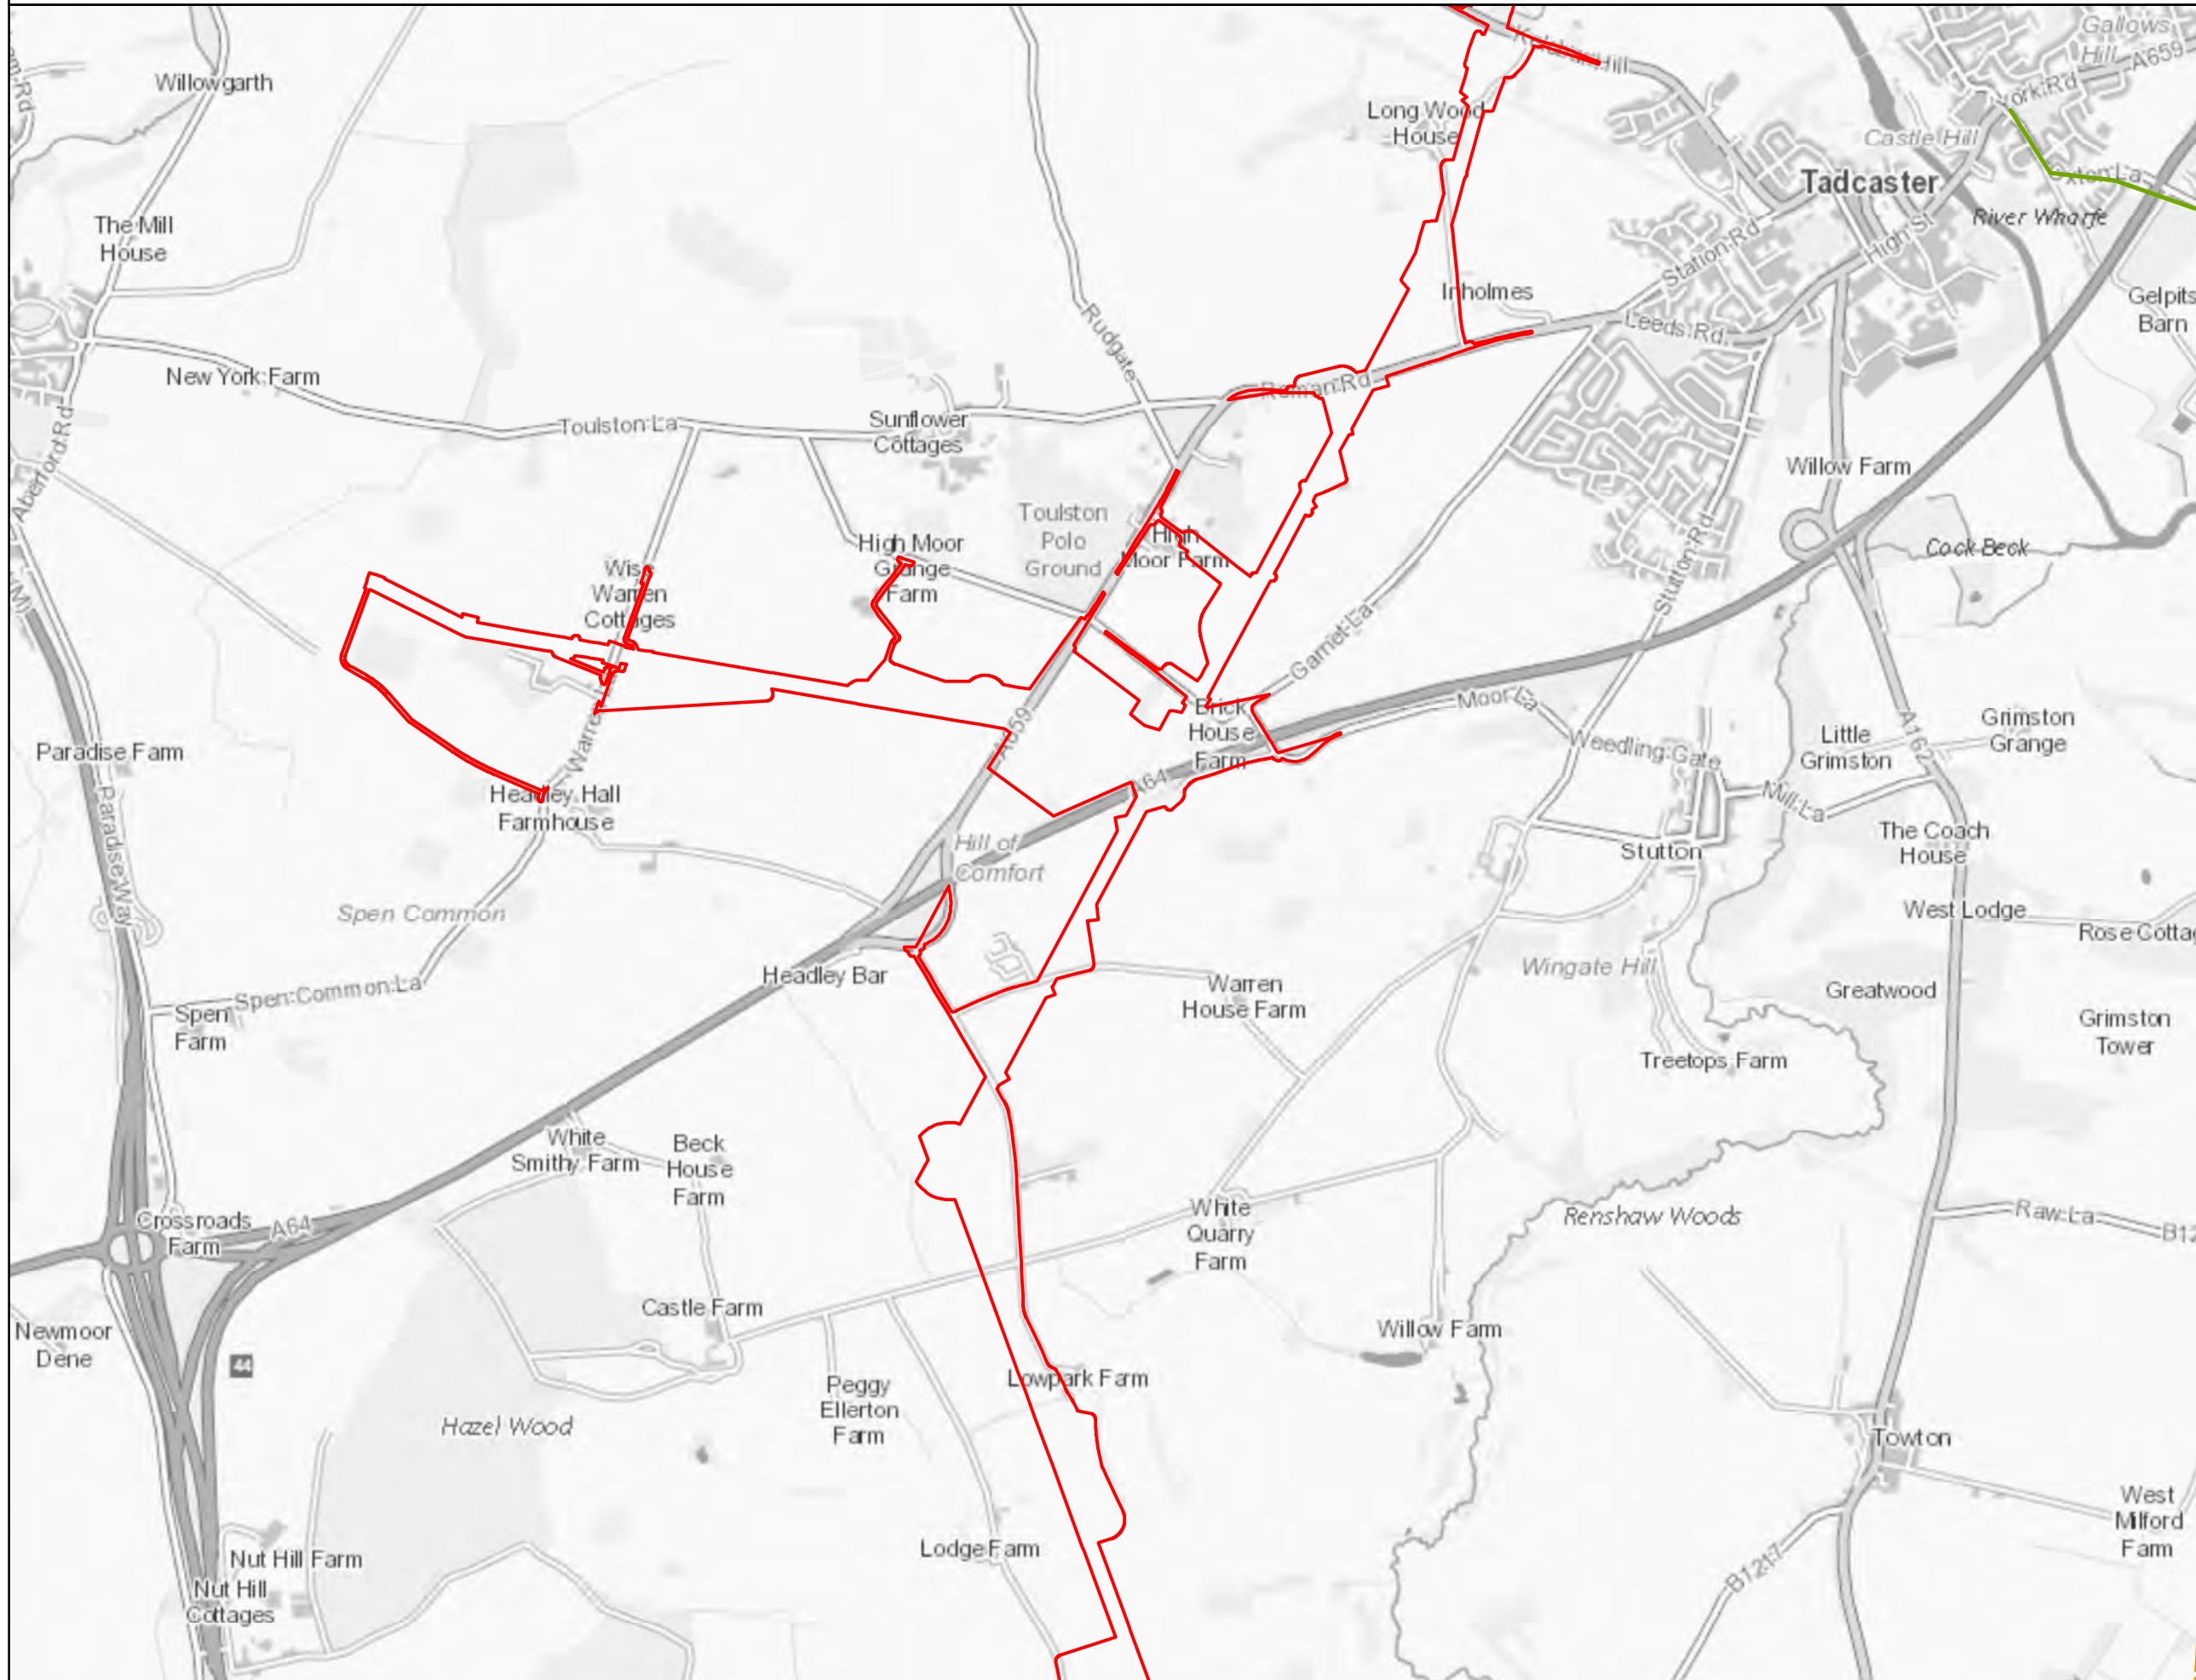 Gallows
Hill
A659
Willowgarth
York Rd
Long Wood
House
Castle Hill
Tadcaster
Oxton La
River Wharfe
The Mill
House
Station Rd
High St
Inholmes
Gelpits
Barn
Rudgate
Leeds Rd
New York Farm
Roman Rd
Aberford Rd
Toulston La
Sunflower
Cottages
Willow Farm
Toulston
Polo
Ground
High
Moor Farm
High Moor
Grange
Farm
Cock Beck
Stutton Rd
Garnet La
Moor La
Brick
House
Farm
Weedling Gate
Little
Grimston
Grimston
Grange
A162
A659
A64
Paradise Farm
Paradise Way
Headley Hall
Farmhouse
Mill La
Stutton
The Coach
House
Hill of
Comfort
Spen Common
West Lodge
Wingate Hill
Headley Bar
Warren
House Farm
Greatwood
Spen Common La
Spen
Farm
Grimston
Tower
Treetops Farm
White
Smithy Farm
Beck
House
Farm
Crossroads
Farm
A64
White
Quarry
Farm
Renshaw Woods
Raw La
Castle Farm
Newmoor
Dene
Willow Farm
44
Lowpark Farm
Peggy
Ellerton
Farm
Hazel Wood
Towton
West
Milford
Farm
Lodge Farm
Nut Hill Farm
Nut Hill
Cottages
B1217